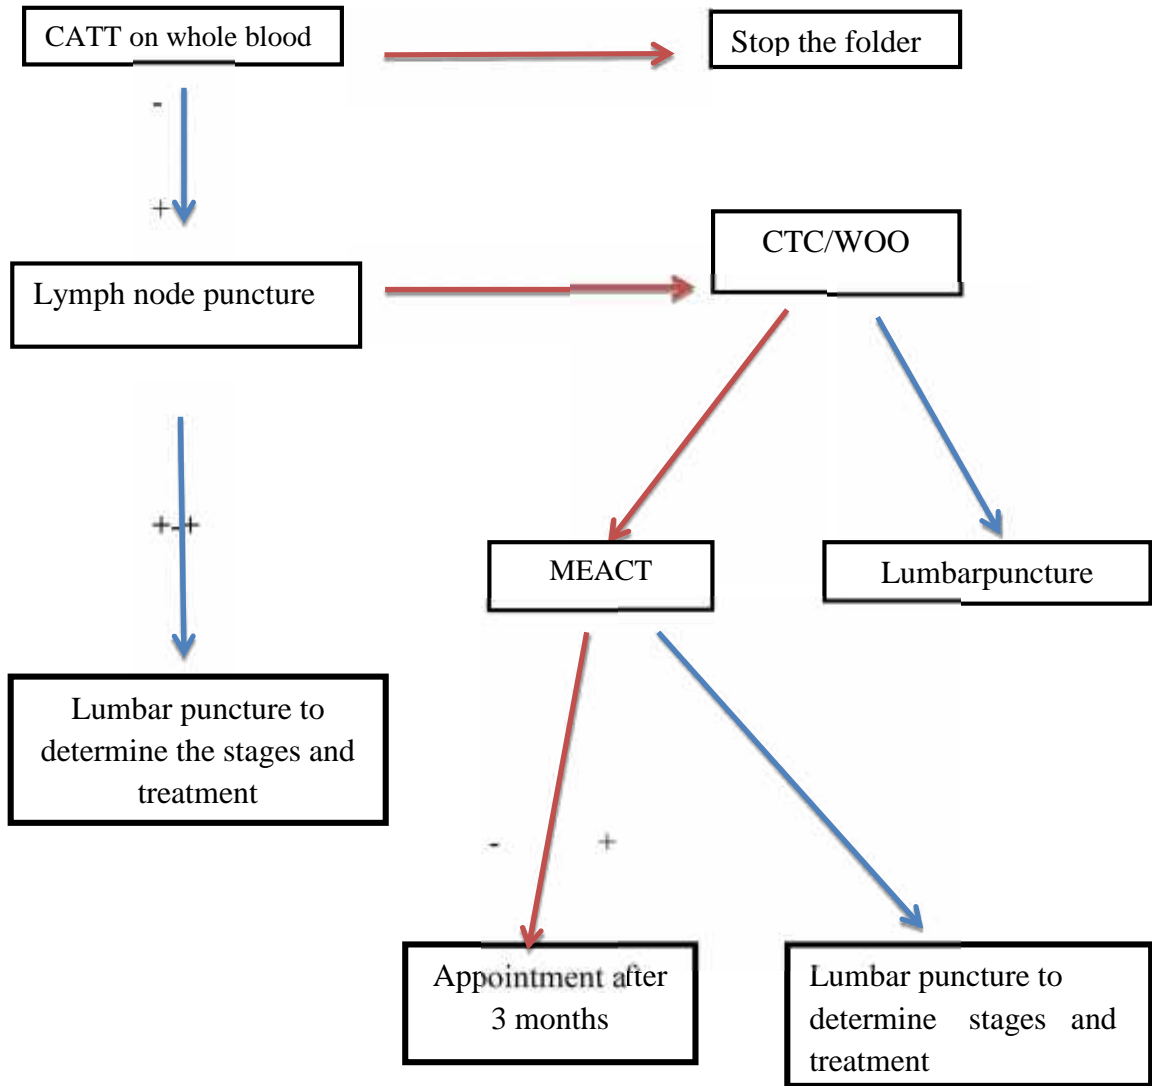 CATT on whole blood
Stop the folder
-
+
CTC/WOO
Lymph node puncture
+-+
MEACT
Lumbarpuncture
Lumbar puncture to
determine the stages and
treatment
- +
Appointment after
3 months
Lumbar puncture to
determine stages and
treatment